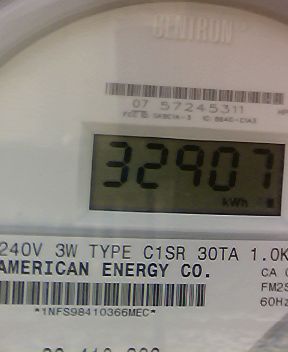 CENTRON
07 57245311
32907
kWh
240V 3W TYPE C1SR 30TA 1.0K
AMERICAN ENERGY CO.
CA
FM2S
60Hz
*1NFS98410366MEC*